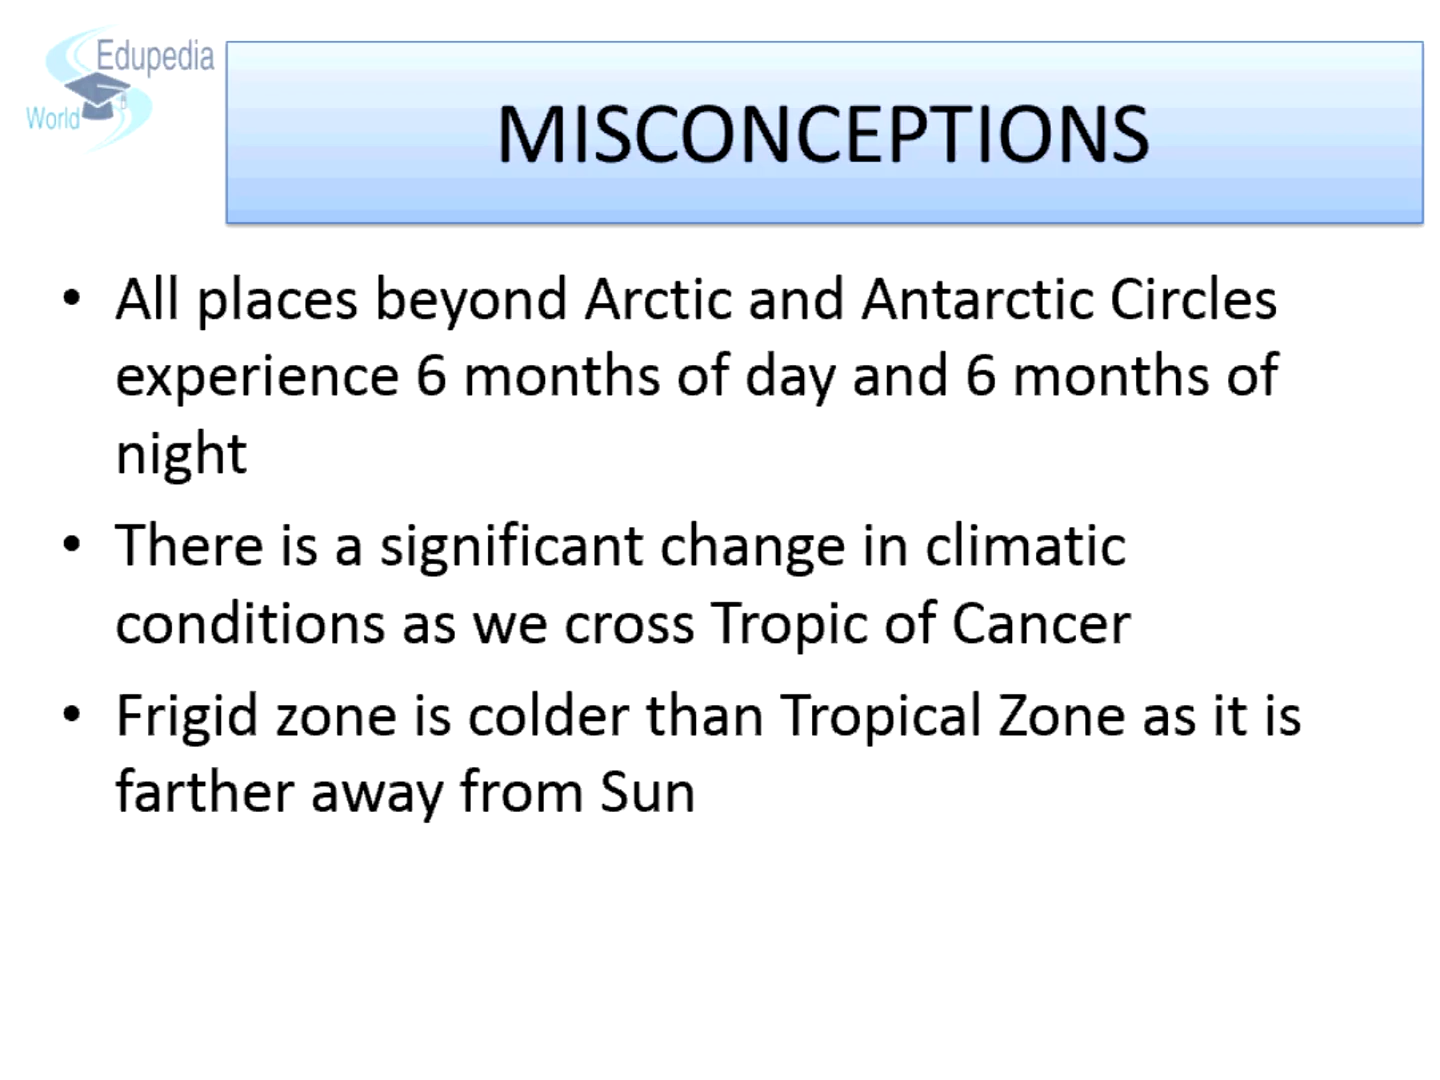 Edupedia
World
MISCONCEPTIONS
• All places beyond Arctic and Antarctic Circles
experience 6 months of day and 6 months of
night
• There is a significant change in climatic
conditions as we cross Tropic of Cancer
• Frigid zone is colder than Tropical Zone as it is
farther away from Sun